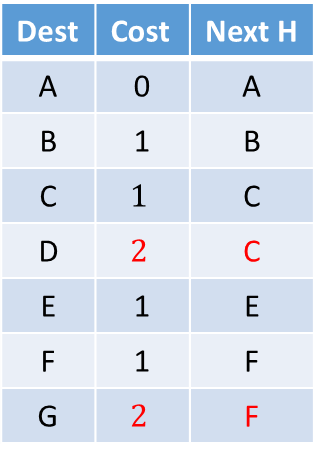 Dest Cost Next H
A 0 A
B 1 B
C 1 C
D 2 C
E 1 E
F 1 F
G 2 F